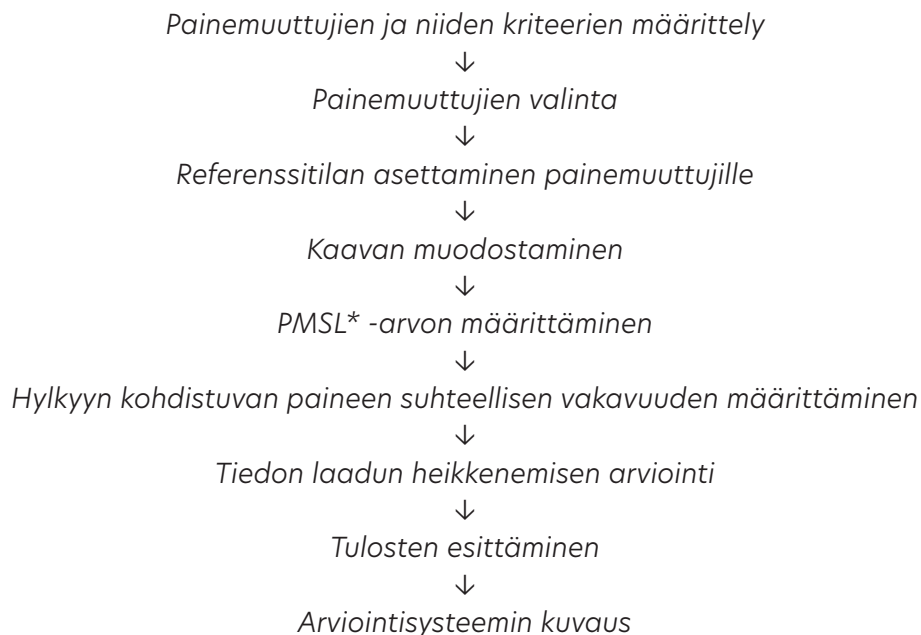 Painemuuttujien ja niiden kriteerien määrittely
↓
Painemuuttujien valinta
↓
Referenssitilan asettaminen painemuuttujille
↓
Kaavan muodostaminen
↓
PMSL* -arvon määrittäminen
↓
Hylkyyn kohdistuvan paineen suhteellisen vakavuuden määrittäminen
↓
Tiedon laadun heikkenemisen arviointi
↓
Tulosten esittäminen
↓
Arviointisysteemin kuvaus